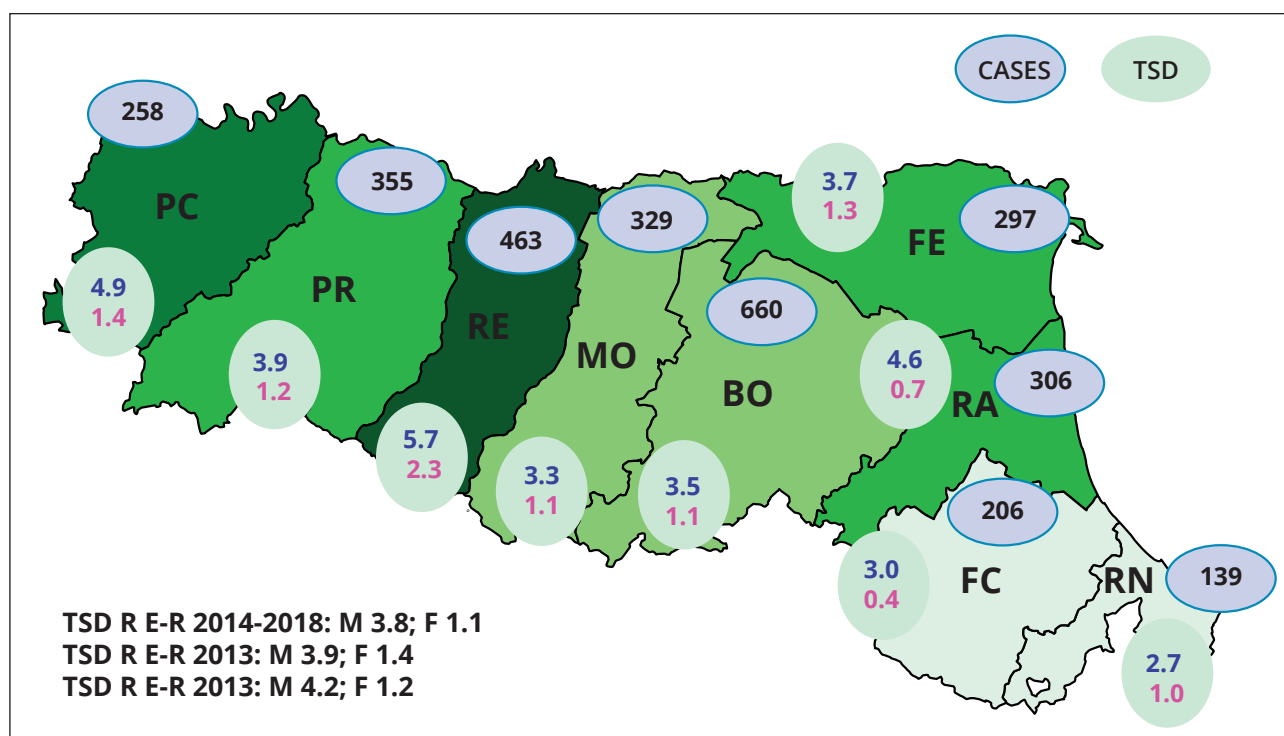 CASES
TSD
258
PC
4.9
1.4
355
PR
3.9
1.2
463
RE
5.7
2.3
329
MO
3.3
1.1
660
BO
3.5
1.1
3.7
1.3
297
FE
4.6
0.7
306
RA
206
FC
3.0
0.4
139
RN
2.7
1.0
TSD R E-R 2014-2018: M 3.8; F 1.1
TSD R E-R 2013: M 3.9; F 1.4
TSD R E-R 2013: M 4.2; F 1.2